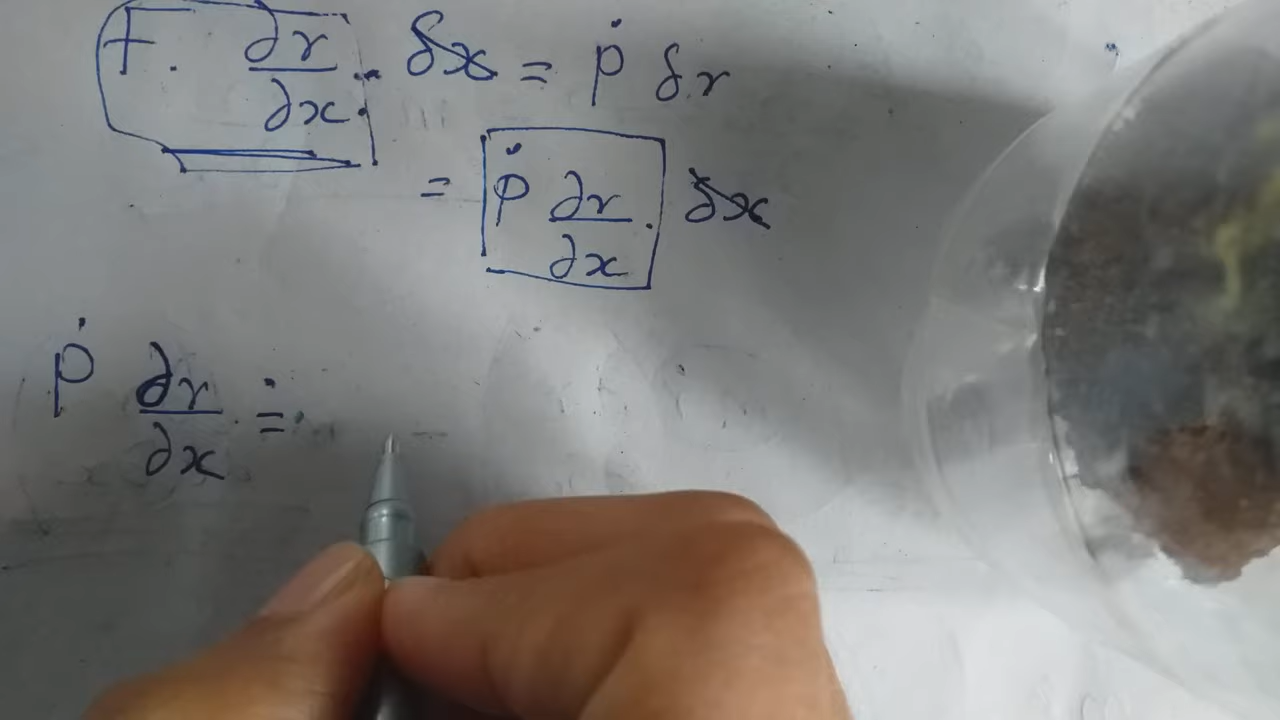 F. ∂r/∂x . δx = ṗ δr
= ṗ ∂r/∂x . δx
ṗ ∂r/∂x =